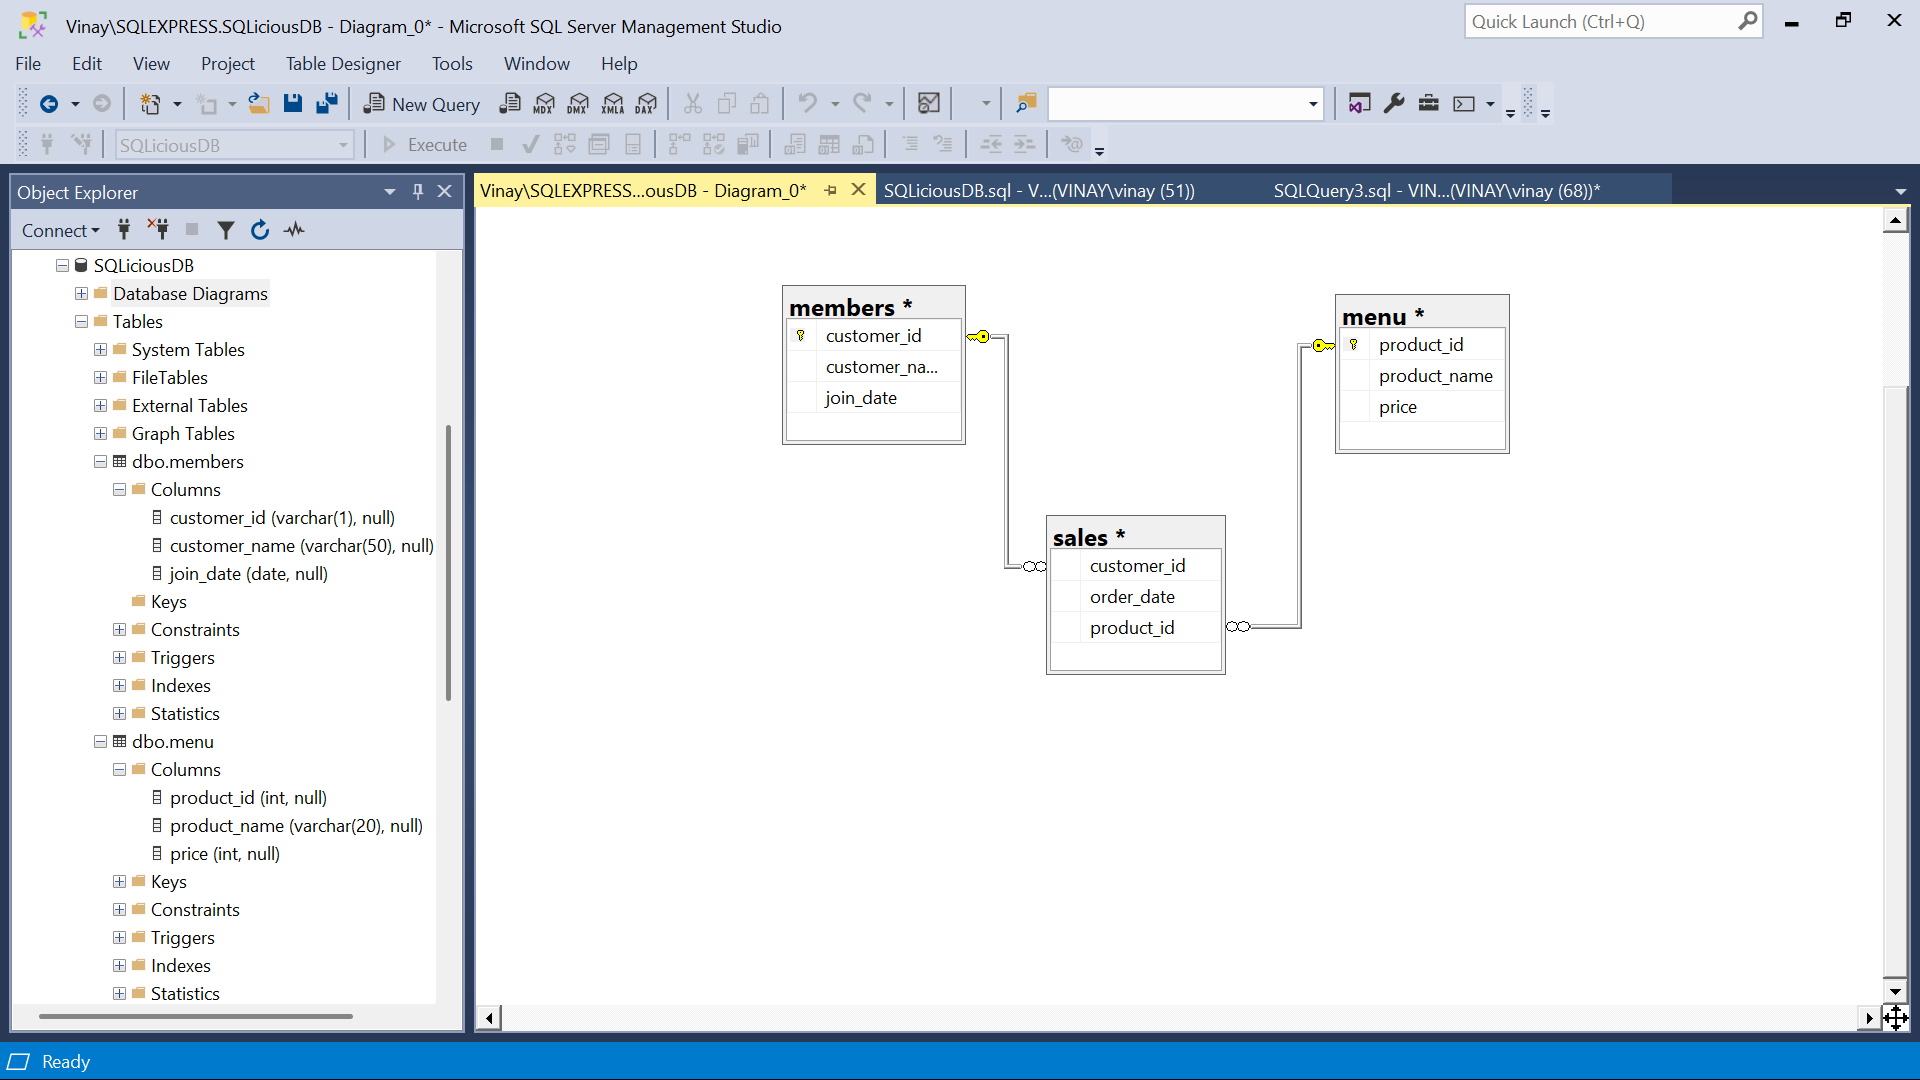 Vinay\SQLEXPRESS.SQLiciousDB - Diagram_0* - Microsoft SQL Server Management Studio
Quick Launch (Ctrl+Q)
File Edit View Project Table Designer Tools Window Help
New Query MDX DMX XMLA DAX
SQLiciousDB Execute
Object Explorer
Vinay\SQLEXPRESS...ousDB - Diagram_0*
SQLiciousDB.sql - V...(VINAY\vinay (51))
SQLQuery3.sql - VIN...(VINAY\vinay (68))*
Connect
SQLiciousDB
Database Diagrams
Tables
System Tables
FileTables
External Tables
Graph Tables
dbo.members
Columns
customer_id (varchar(1), null)
customer_name (varchar(50), null)
join_date (date, null)
Keys
Constraints
Triggers
Indexes
Statistics
dbo.menu
Columns
product_id (int, null)
product_name (varchar(20), null)
price (int, null)
Keys
Constraints
Triggers
Indexes
Statistics
members *
customer_id
customer_na...
join_date
menu *
product_id
product_name
price
sales *
customer_id
order_date
product_id
Ready